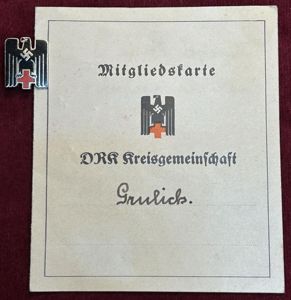 Mitgliedskarte
DRK Kreisgemeinschaft
Grulich.